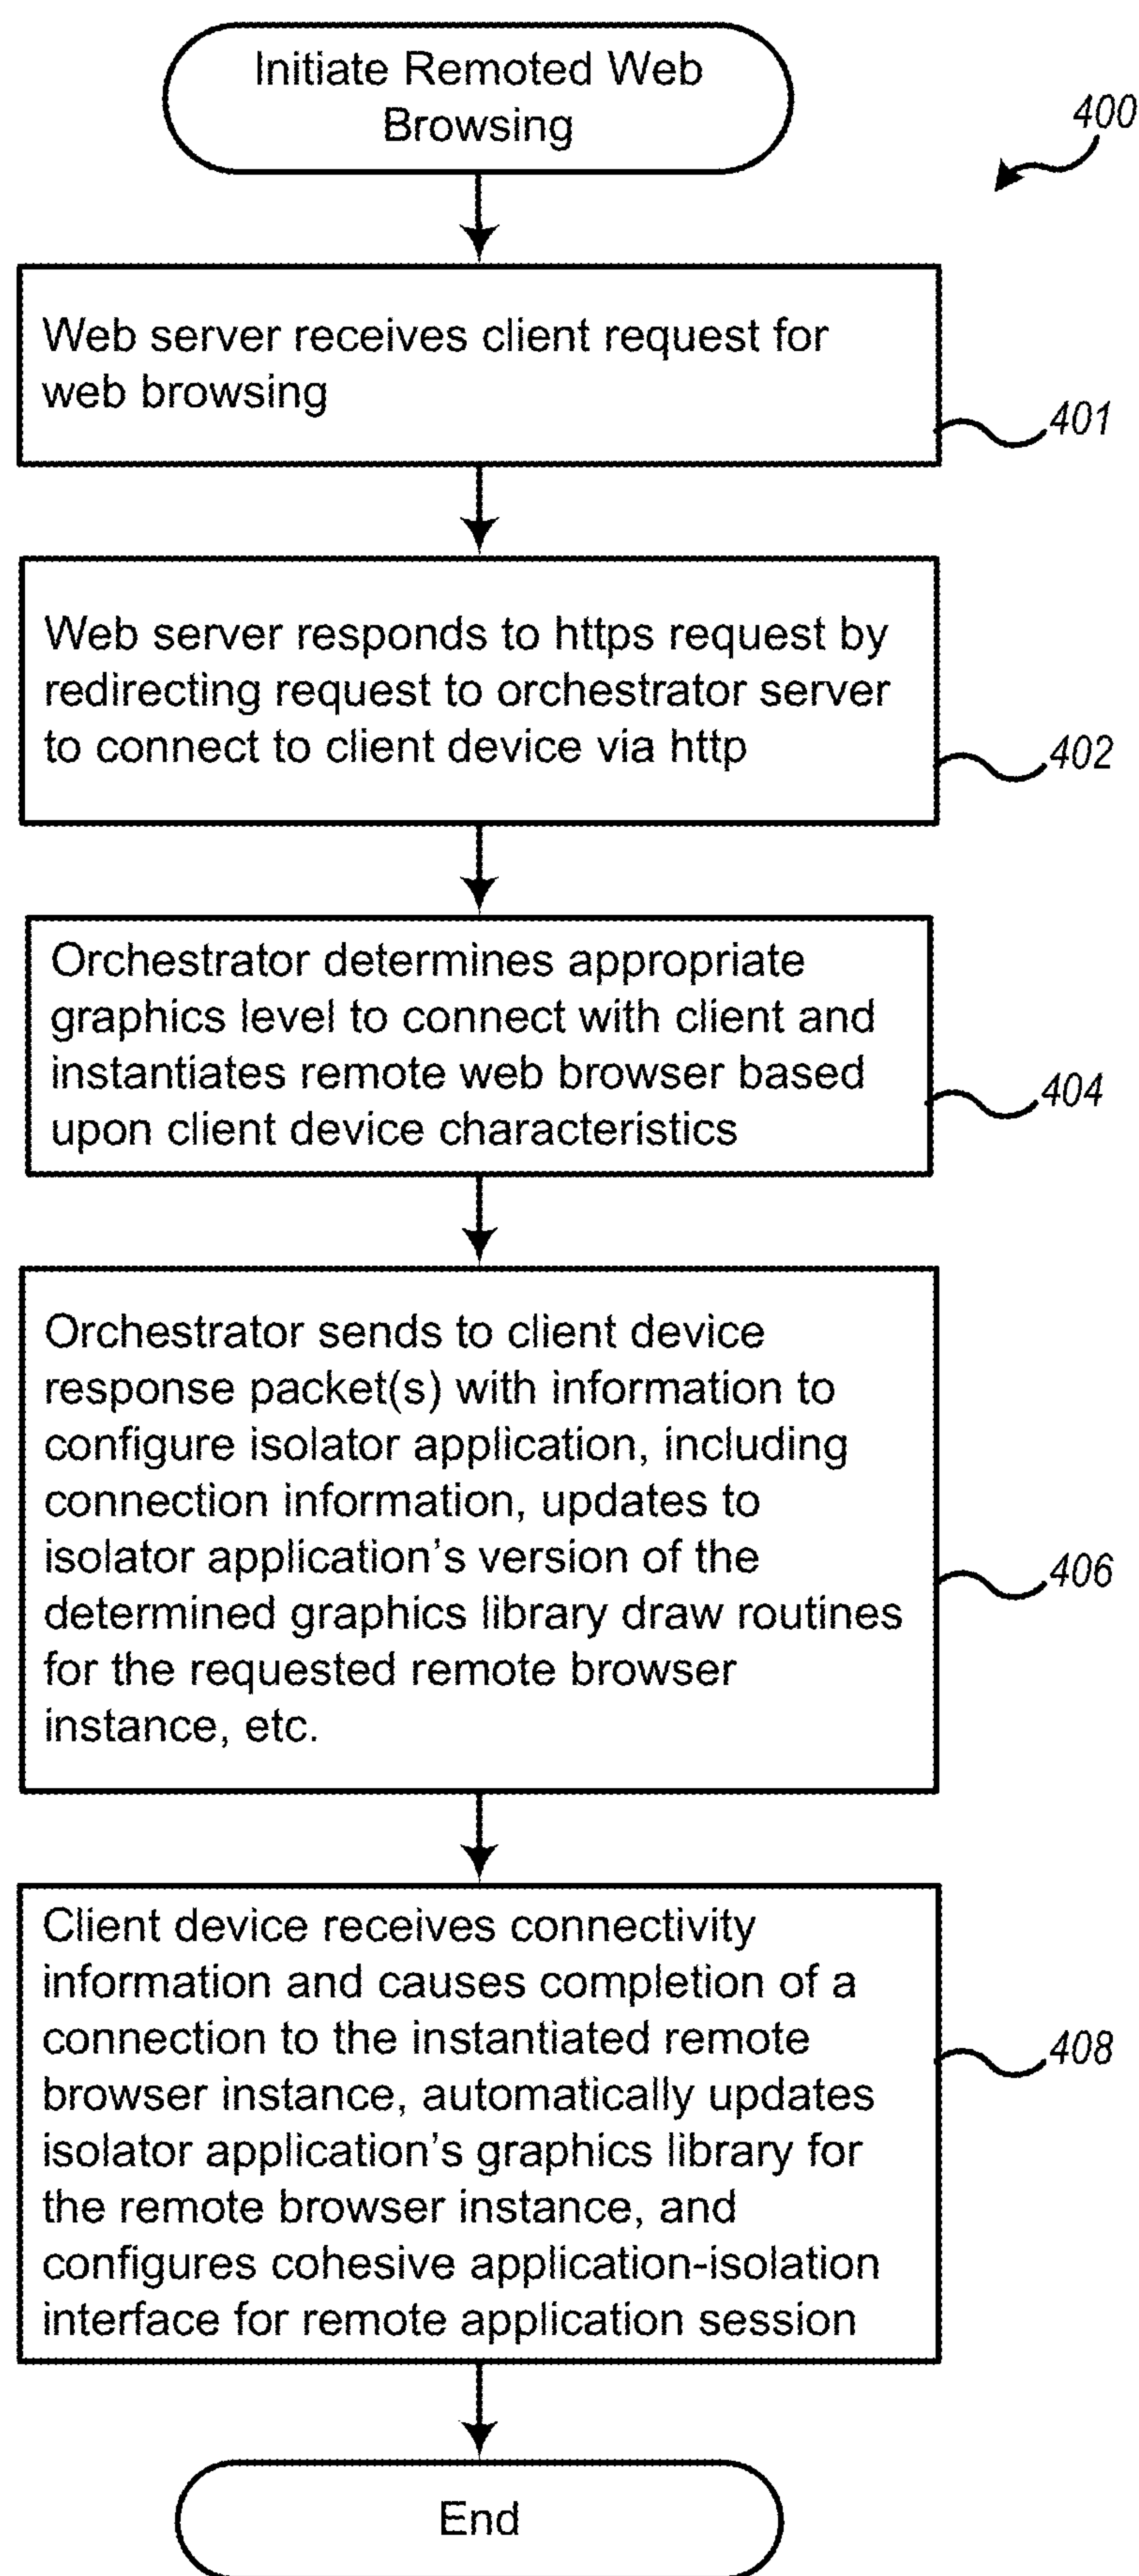 Initiate Remoted Web
Browsing
400
Web server receives client request for
web browsing
401
Web server responds to https request by
redirecting request to orchestrator server
to connect to client device via http
402
Orchestrator determines appropriate
graphics level to connect with client and
instantiates remote web browser based
upon client device characteristics
404
Orchestrator sends to client device
response packet(s) with information to
configure isolator application, including
connection information, updates to
isolator application's version of the
determined graphics library draw routines
for the requested remote browser
instance, etc.
406
Client device receives connectivity
information and causes completion of a
connection to the instantiated remote
browser instance, automatically updates
isolator application's graphics library for
the remote browser instance, and
configures cohesive application-isolation
interface for remote application session
408
End